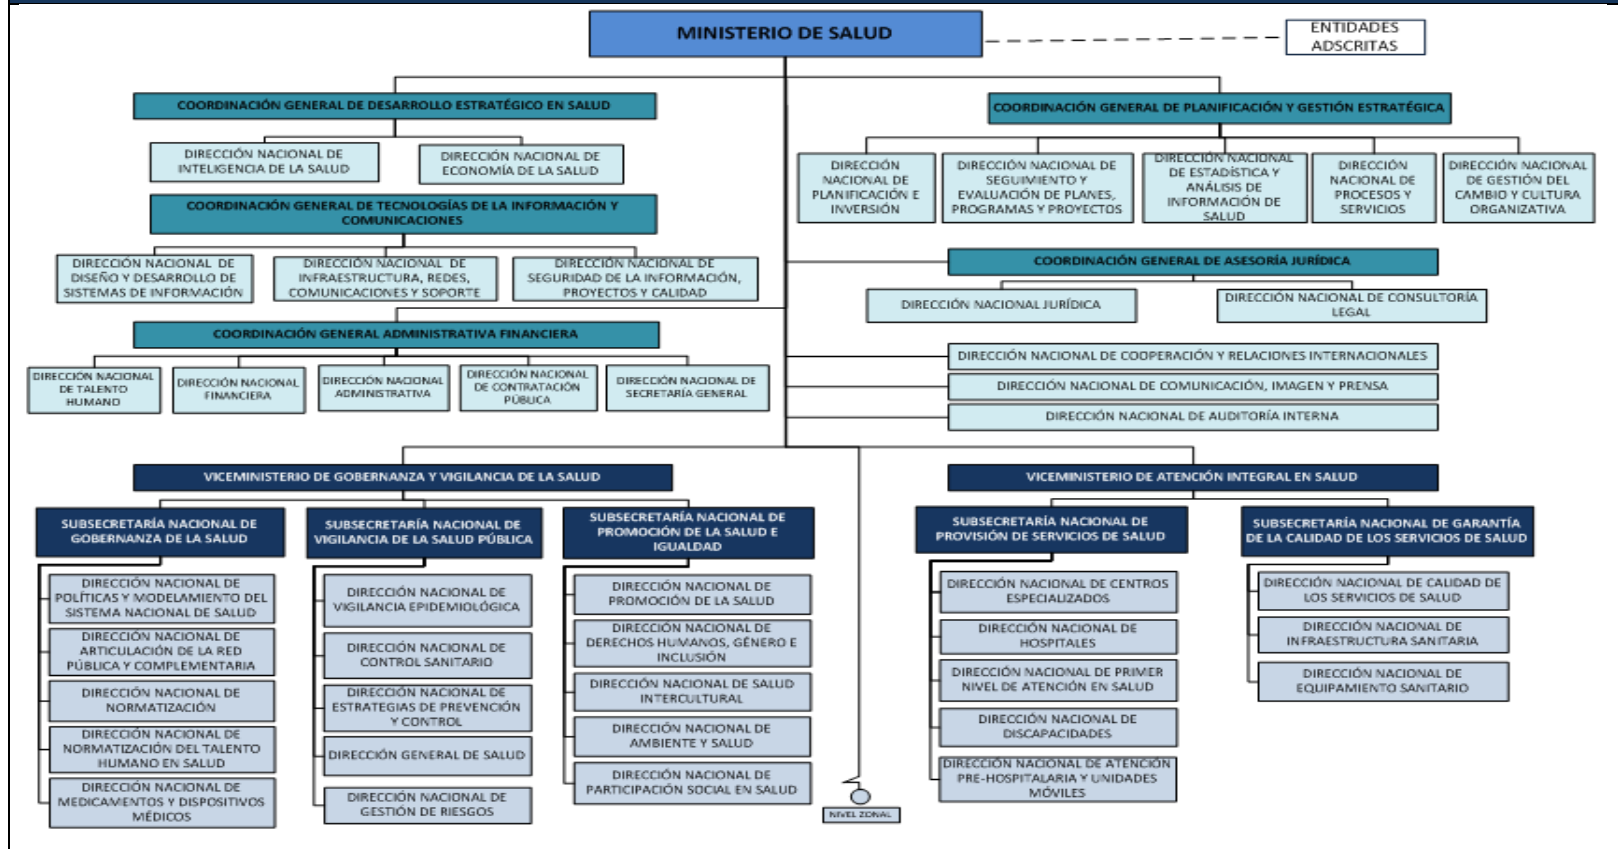 MINISTERIO DE SALUD
ENTIDADES
ADSCRITAS
COORDINACIÓN GENERAL DE DESARROLLO ESTRATÉGICO EN SALUD
DIRECCIÓN NACIONAL DE
INTELIGENCIA DE LA SALUD
DIRECCIÓN NACIONAL DE
ECONOMÍA DE LA SALUD
COORDINACIÓN GENERAL DE TECNOLOGÍAS DE LA INFORMACIÓN Y
COMUNICACIONES
DIRECCIÓN NACIONAL DE
DISEÑO Y DESARROLLO DE
SISTEMAS DE INFORMACIÓN
DIRECCIÓN NACIONAL DE
INFRAESTRUCTURA, REDES,
COMUNICACIONES Y SOPORTE
DIRECCIÓN NACIONAL DE
SEGURIDAD DE LA INFORMACIÓN,
PROYECTOS Y CALIDAD
COORDINACIÓN GENERAL ADMINISTRATIVA FINANCIERA
DIRECCIÓN NACIONAL
DE TALENTO
HUMANO
DIRECCIÓN NACIONAL
FINANCIERA
DIRECCIÓN NACIONAL
ADMINISTRATIVA
DIRECCIÓN NACIONAL
DE CONTRATACIÓN
PÚBLICA
DIRECCIÓN NACIONAL DE
SECRETARÍA GENERAL
COORDINACIÓN GENERAL DE PLANIFICACIÓN Y GESTIÓN ESTRATÉGICA
DIRECCIÓN
NACIONAL DE
PLANIFICACIÓN E
INVERSIÓN
DIRECCIÓN NACIONAL DE
SEGUIMIENTO Y
EVALUACIÓN DE PLANES,
PROGRAMAS Y PROYECTOS
DIRECCIÓN NACIONAL
DE ESTADÍSTICA Y
ANÁLISIS DE
INFORMACIÓN DE
SALUD
DIRECCIÓN
NACIONAL DE
PROCESOS Y
SERVICIOS
DIRECCIÓN NACIONAL
DE GESTIÓN DEL
CAMBIO Y CULTURA
ORGANIZATIVA
COORDINACIÓN GENERAL DE ASESORÍA JURÍDICA
DIRECCIÓN NACIONAL JURÍDICA
DIRECCIÓN NACIONAL DE CONSULTORÍA
LEGAL
DIRECCIÓN NACIONAL DE COOPERACIÓN Y RELACIONES INTERNACIONALES
DIRECCIÓN NACIONAL DE COMUNICACIÓN, IMAGEN Y PRENSA
DIRECCIÓN NACIONAL DE AUDITORÍA INTERNA
VICEMINISTERIO DE GOBERNANZA Y VIGILANCIA DE LA SALUD
SUBSECRETARÍA NACIONAL DE
GOBERNANZA DE LA SALUD
DIRECCIÓN NACIONAL DE
POLÍTICAS Y MODELAMIENTO DEL
SISTEMA NACIONAL DE SALUD
DIRECCIÓN NACIONAL DE
ARTICULACIÓN DE LA RED
PÚBLICA Y COMPLEMENTARIA
DIRECCIÓN NACIONAL DE
NORMATIZACIÓN
DIRECCIÓN NACIONAL DE
NORMATIZACIÓN DEL TALENTO
HUMANO EN SALUD
DIRECCIÓN NACIONAL DE
MEDICAMENTOS Y DISPOSITIVOS
MÉDICOS
SUBSECRETARÍA NACIONAL DE
VIGILANCIA DE LA SALUD PÚBLICA
DIRECCIÓN NACIONAL DE
VIGILANCIA EPIDEMIOLÓGICA
DIRECCIÓN NACIONAL DE
CONTROL SANITARIO
DIRECCIÓN NACIONAL DE
ESTRATEGIAS DE PREVENCIÓN
Y CONTROL
DIRECCIÓN GENERAL DE SALUD
DIRECCIÓN NACIONAL DE
GESTIÓN DE RIESGOS
SUBSECRETARÍA NACIONAL DE
PROMOCIÓN DE LA SALUD E
IGUALDAD
DIRECCIÓN NACIONAL DE
PROMOCIÓN DE LA SALUD
DIRECCIÓN NACIONAL DE
DERECHOS HUMANOS, GÉNERO E
INCLUSIÓN
DIRECCIÓN NACIONAL DE SALUD
INTERCULTURAL
DIRECCIÓN NACIONAL DE
AMBIENTE Y SALUD
DIRECCIÓN NACIONAL DE
PARTICIPACIÓN SOCIAL EN SALUD
NIVEL ZONAL
VICEMINISTERIO DE ATENCIÓN INTEGRAL EN SALUD
SUBSECRETARÍA NACIONAL DE
PROVISIÓN DE SERVICIOS DE SALUD
DIRECCIÓN NACIONAL DE CENTROS
ESPECIALIZADOS
DIRECCIÓN NACIONAL DE
HOSPITALES
DIRECCIÓN NACIONAL DE PRIMER
NIVEL DE ATENCIÓN EN SALUD
DIRECCIÓN NACIONAL DE
DISCAPACIDADES
DIRECCIÓN NACIONAL DE ATENCIÓN
PRE-HOSPITALARIA Y UNIDADES
MÓVILES
SUBSECRETARÍA NACIONAL DE GARANTÍA
DE LA CALIDAD DE LOS SERVICIOS DE SALUD
DIRECCIÓN NACIONAL DE CALIDAD DE
LOS SERVICIOS DE SALUD
DIRECCIÓN NACIONAL DE
INFRAESTRUCTURA SANITARIA
DIRECCIÓN NACIONAL DE
EQUIPAMIENTO SANITARIO